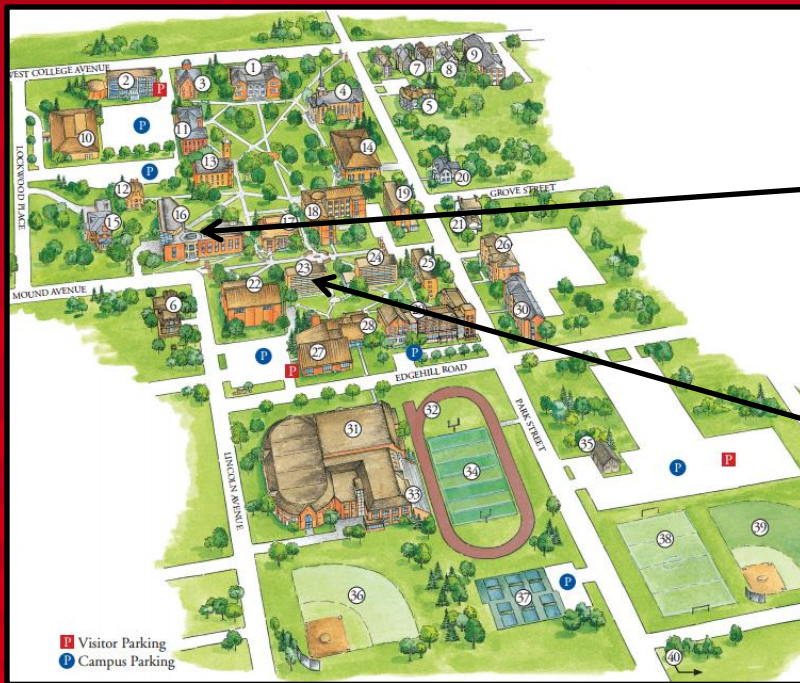 WEST COLLEGE AVENUE
1
2
3
4
5
7
8
9
P
P
10
11
13
14
P
LOCKWOOD PLACE
12
15
16
17
18
19
20
GROVE STREET
21
MOUND AVENUE
6
22
23
24
25
26
27
28
30
P
P
P
EDGEHILL ROAD
PARK STREET
LINCOLN AVENUE
31
32
33
34
35
P
P
36
37
P
38
39
40
P Visitor Parking
P Campus Parking